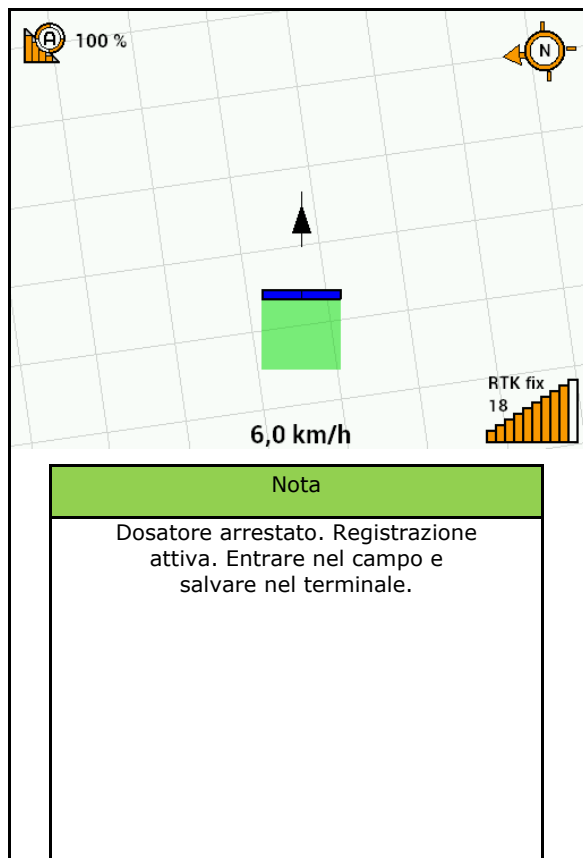 A 100 %
N
RTK fix
18
6,0 km/h
Nota
Dosatore arrestato. Registrazione
attiva. Entrare nel campo e
salvare nel terminale.